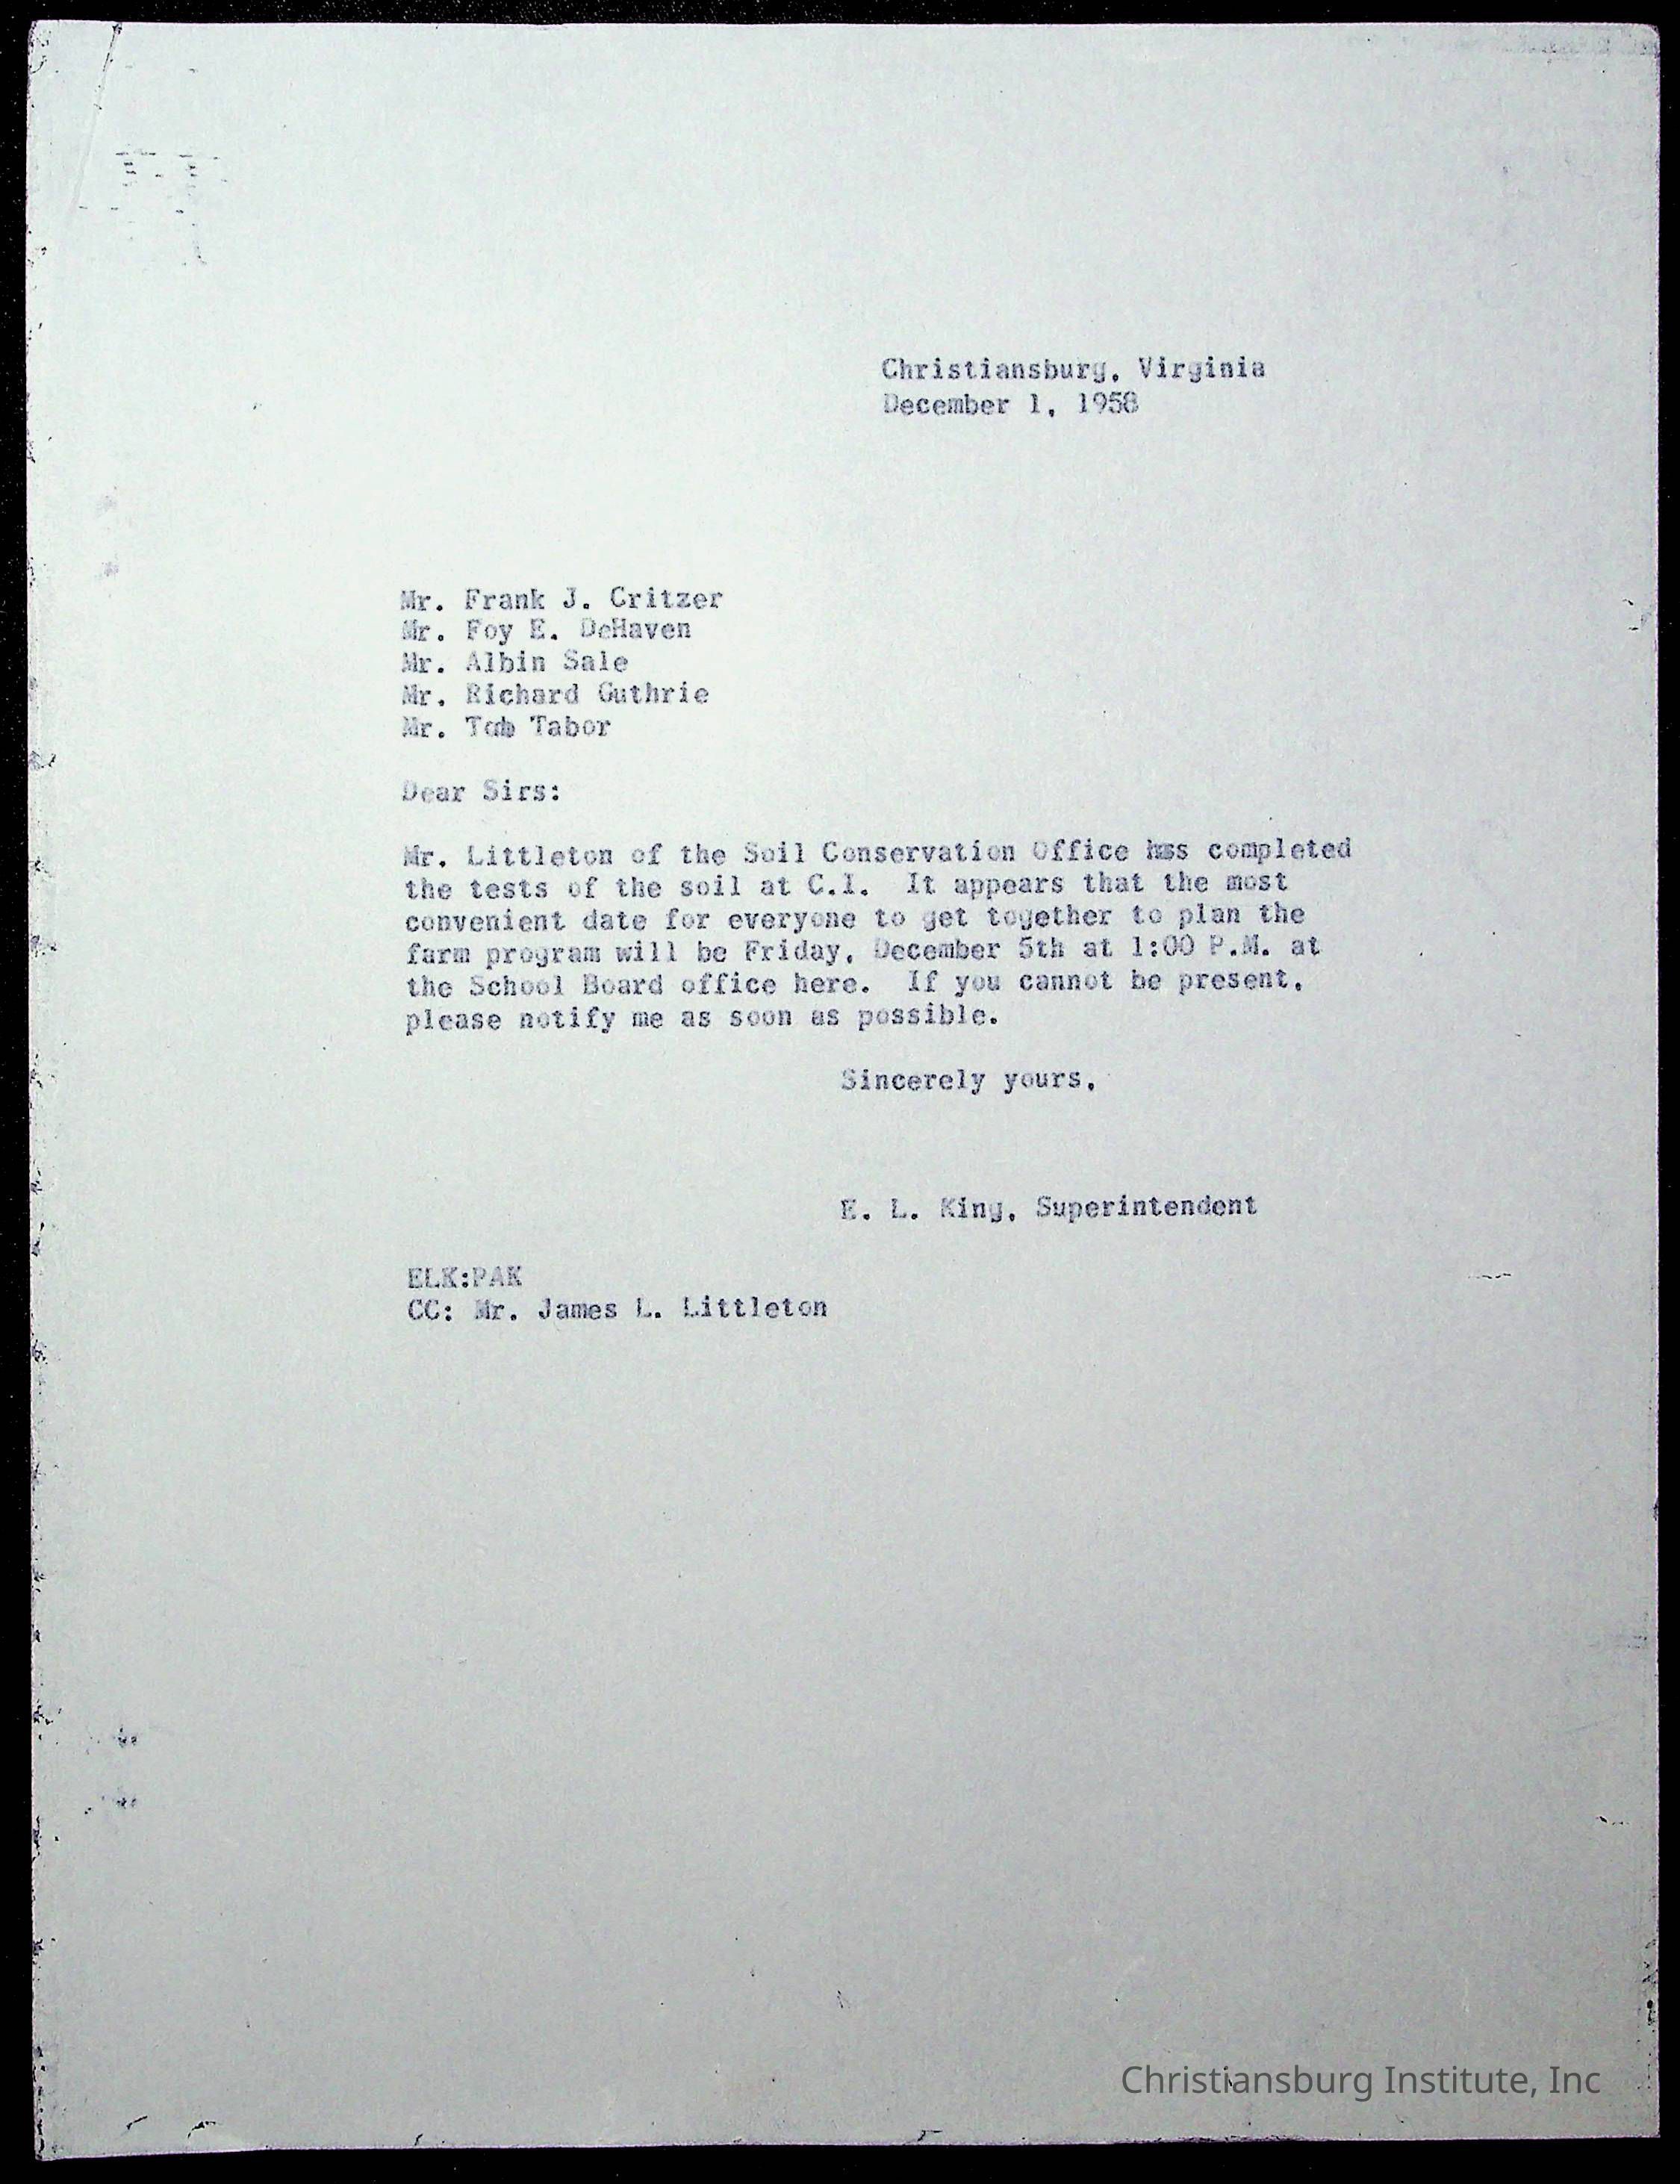 Christiansburg, Virginia
December 1, 1958
Mr. Frank J. Critzer
Mr. Foy E. DeHaven
Mr. Albin Sale
Mr. Richard Guthrie
Mr. Tabor
Dear Sirs:
Mr. Littleton of the Soil Conservation Office has completed
the tests of the soil at C.I. It appears that the most
convenient date for everyone to get together to plan the
farm program will be Friday, December 5th at 1:00 P.M. at
the School Board office here. If you cannot be present,
please notify me as soon as possible.
Sincerely yours,
E. L. King, Superintendent
ELK:PAK
CC: Mr. James L. Littleton
Christiansburg Institute, Inc